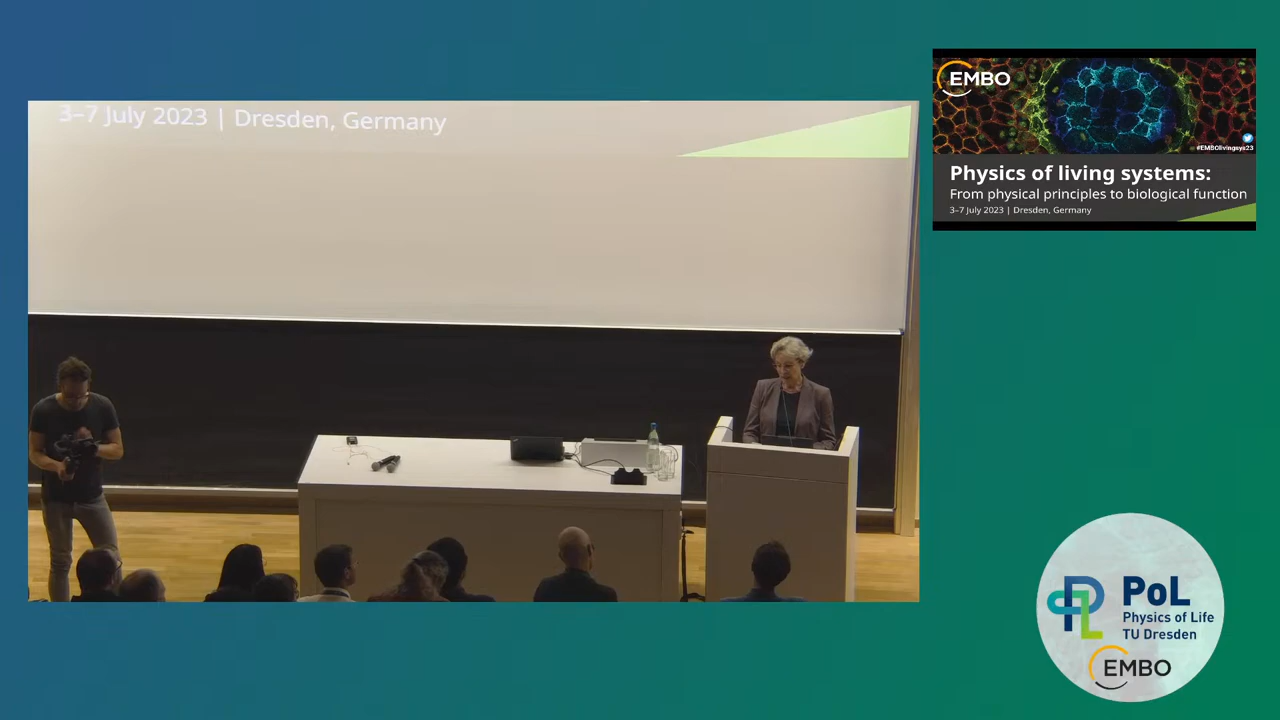 3–7 July 2023 | Dresden, Germany
EMBO
#EMBOlivingsys23
Physics of living systems:
From physical principles to biological function
3–7 July 2023 | Dresden, Germany
PoL
Physics of Life
TU Dresden
EMBO